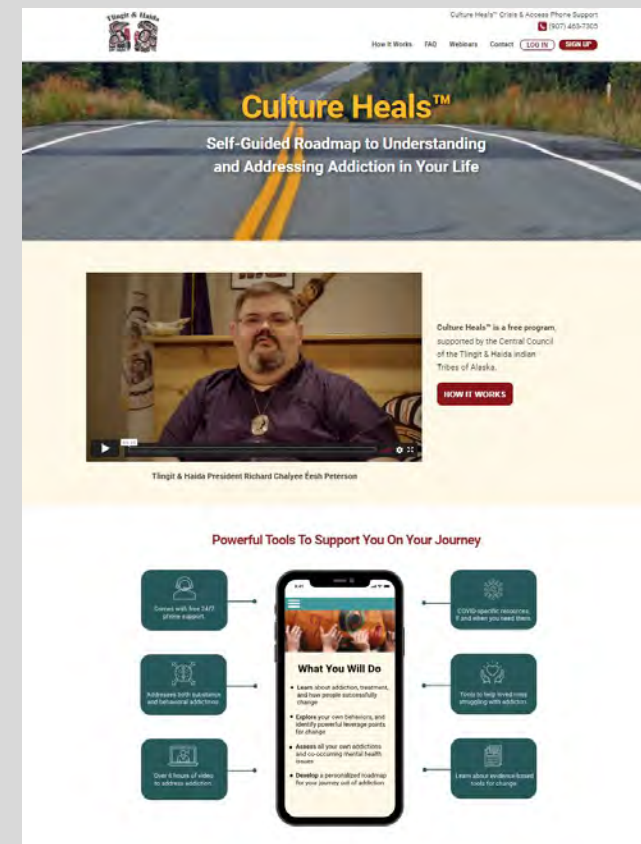 Tlingit & Haida
Culture Heals™ Crisis & Access Phone Support
(907) 463-7305
How It Works FAQ Webinars Contact LOG IN SIGN UP
Culture Heals™
Self-Guided Roadmap to Understanding
and Addressing Addiction in Your Life
Culture Heals™ is a free program,
supported by the Central Council
of the Tlingit & Haida Indian
Tribes of Alaska.
HOW IT WORKS
Tlingit & Haida President Richard Chalyee Éesh Peterson
Powerful Tools To Support You On Your Journey
Comes with free 24/7
phone support.
COVID-specific resources,
if and when you need them.
Addresses both substance
and behavioral addictions.
Tools to help loved ones
struggling with addiction.
Over 6 hours of video
to address addiction.
Learn about evidence-based
tools for change.
What You Will Do
• Learn about addiction, treatment,
and how people successfully
change
• Explore your own behaviors, and
identify powerful leverage points
for change
• Assess all your own addictions
and co-occurring mental health
issues
• Develop a personalized roadmap
for your journey out of addiction